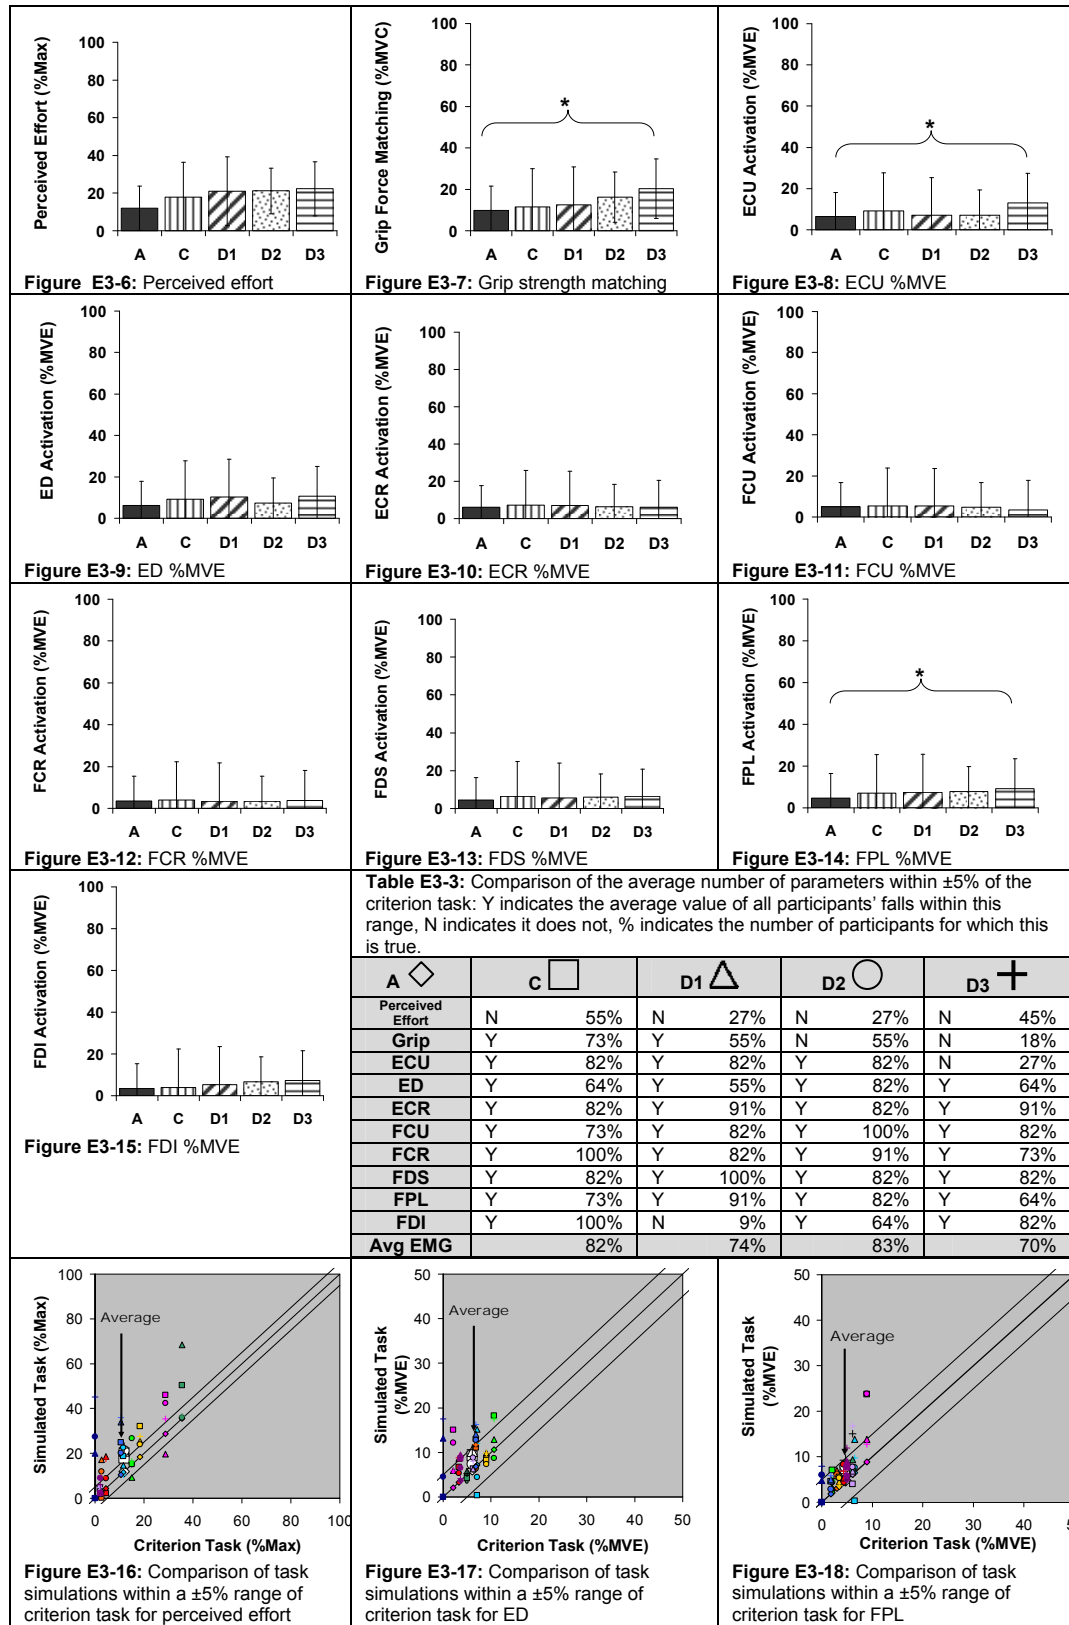 Perceived Effort (%Max)
100
80
60
40
20
0
A C D1 D2 D3
Figure E3-6: Perceived effort
Grip Force Matching (%MVC)
100
80
60
40
20
0
*
A C D1 D2 D3
Figure E3-7: Grip strength matching
ECU Activation (%MVE)
100
80
60
40
20
0
*
A C D1 D2 D3
Figure E3-8: ECU %MVE
ED Activation (%MVE)
100
80
60
40
20
0
A C D1 D2 D3
Figure E3-9: ED %MVE
ECR Activation (%MVE)
100
80
60
40
20
0
A C D1 D2 D3
Figure E3-10: ECR %MVE
FCU Activation (%MVE)
100
80
60
40
20
0
A C D1 D2 D3
Figure E3-11: FCU %MVE
FCR Activation (%MVE)
100
80
60
40
20
0
A C D1 D2 D3
Figure E3-12: FCR %MVE
FDS Activation (%MVE)
100
80
60
40
20
0
A C D1 D2 D3
Figure E3-13: FDS %MVE
FPL Activation (%MVE)
100
80
60
40
20
0
*
A C D1 D2 D3
Figure E3-14: FPL %MVE
FDI Activation (%MVE)
100
80
60
40
20
0
A C D1 D2 D3
Figure E3-15: FDI %MVE
Table E3-3: Comparison of the average number of parameters within ±5% of the
criterion task: Y indicates the average value of all participants' falls within this
range, N indicates it does not, % indicates the number of participants for which this
is true.
A C D1 D2 D3
Perceived
Effort N 55% N 27% N 27% N 45%
Grip Y 73% Y 55% N 55% N 18%
ECU Y 82% Y 82% Y 82% N 27%
ED Y 64% Y 55% Y 82% Y 64%
ECR Y 82% Y 91% Y 82% Y 91%
FCU Y 73% Y 82% Y 100% Y 82%
FCR Y 100% Y 82% Y 91% Y 73%
FDS Y 82% Y 100% Y 82% Y 82%
FPL Y 73% Y 91% Y 82% Y 64%
FDI Y 100% N 9% Y 64% Y 82%
Avg EMG 82% 74% 83% 70%
Simulated Task (%Max)
100
80
60
40
20
0
Average
0 20 40 60 80 100
Criterion Task (%Max)
Figure E3-16: Comparison of task
simulations within a ±5% range of
criterion task for perceived effort
Simulated Task
(%MVE)
50
40
30
20
10
0
Average
0 10 20 30 40 50
Criterion Task (%MVE)
Figure E3-17: Comparison of task
simulations within a ±5% range of
criterion task for ED
Simulated Task
(%MVE)
50
40
30
20
10
0
Average
0 10 20 30 40 5
Criterion Task (%MVE)
Figure E3-18: Comparison of task
simulations within a ±5% range of
criterion task for FPL